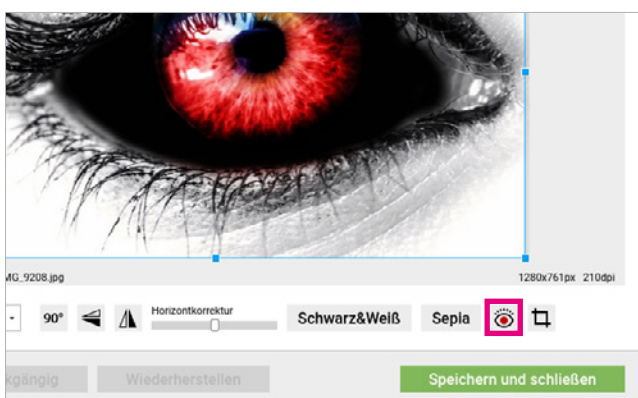 MG_9208.jpg 1280x761px 210dpi
90° Horizontkorrektur Schwarz&Weiß Sepia
kgängig Wiederherstellen Speichern und schließen